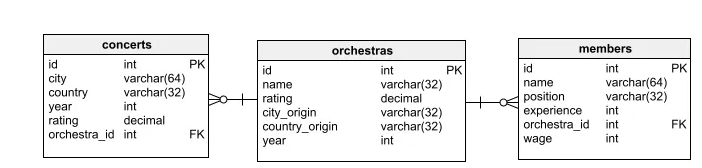 concerts
id int PK
city varchar(64)
country varchar(32)
year int
rating decimal
orchestra_id int FK
orchestras
id int PK
name varchar(32)
rating decimal
city_origin varchar(32)
country_origin varchar(32)
year int
members
id int PK
name varchar(64)
position varchar(32)
experience int
orchestra_id int FK
wage int